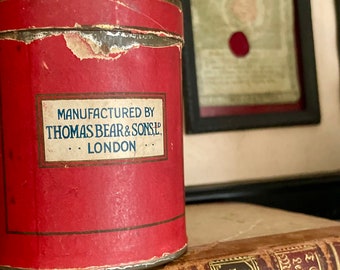 MANUFACTURED BY
THOMAS BEAR & SONS, LD.
·· LONDON ··